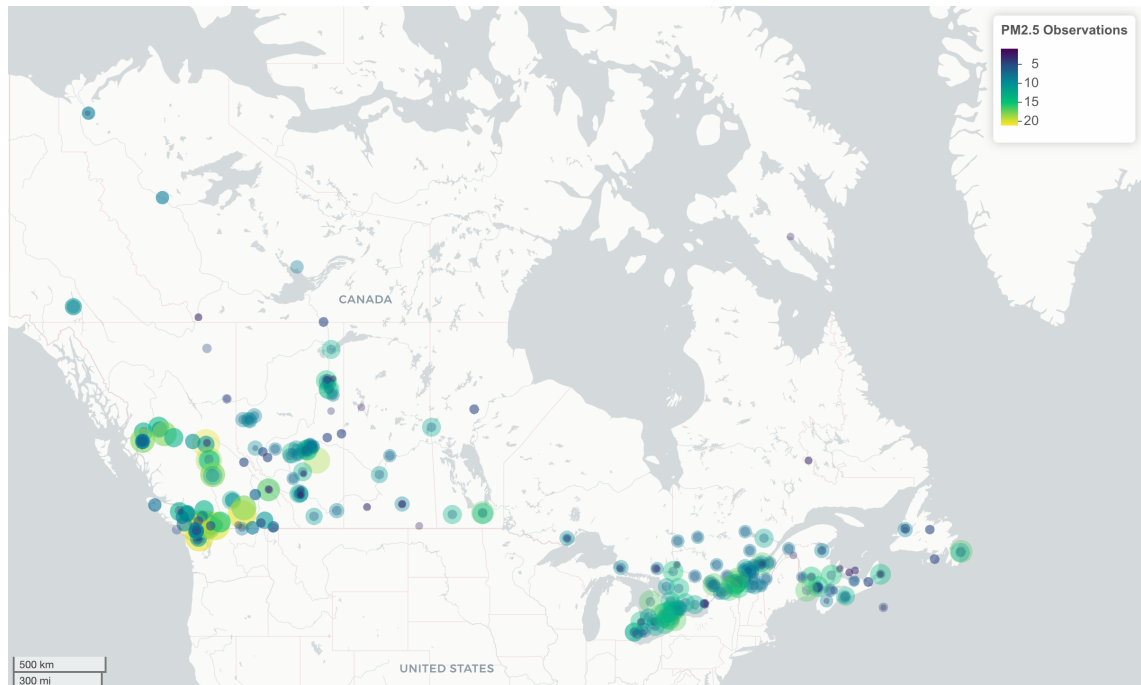 PM2.5 Observations
5
10
15
20
CANADA
UNITED STATES
500 km
300 mi